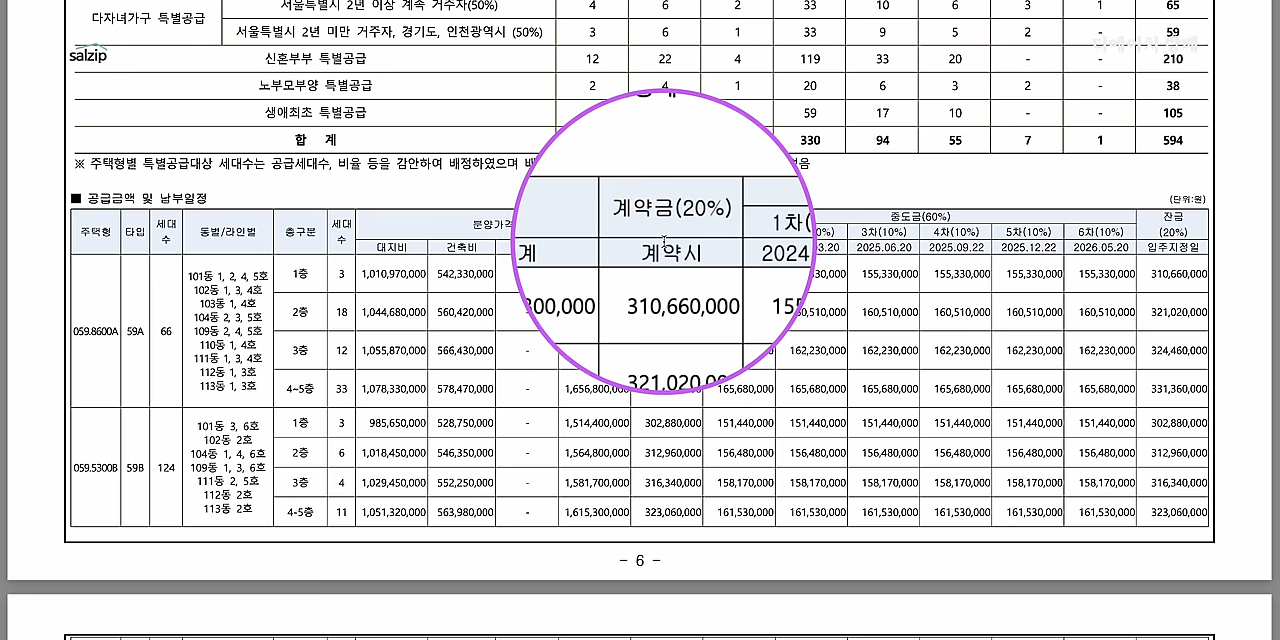 서울특별시 2년 이상 계속 거주자(50%) 4 6 2 33 10 6 3 1 65
다자녀가구 특별공급
서울특별시 2년 미만 거주자, 경기도, 인천광역시 (50%) 3 6 1 33 9 5 2 - 59
salzip
신혼부부 특별공급 12 22 4 119 33 20 - - 210
노부모부양 특별공급 2 4 1 20 6 3 2 - 38
생애최초 특별공급 59 17 10 - - 105
합 계 330 94 55 7 1 594
※ 주택형별 특별공급대상 세대수는 공급세대수, 비율 등을 감안하여 배정하였으며
■ 공급금액 및 납부일정
(단위:원)
주택형 타입 세대수 동별/라인별 층구분 세대수 분양가격 중도금(60%) 잔금
대지비 건축비 계 계약금(20%) 1차( 3차(10%) 4차(10%) 5차(10%) 6차(10%) (20%)
계약시 2024 03.20 2025.06.20 2025.09.22 2025.12.22 2026.05.20 입주지정일
059.8600A 59A 66
101동 1, 2, 4, 5호
102동 1, 3, 4호
103동 1, 4호
104동 2, 3, 5호
109동 2, 4, 5호
110동 1, 4호
111동 1, 3, 4호
112동 1, 3호
113동 1, 3호
1층 3 1,010,970,000 542,330,000 300,000 310,660,000 155,330,000 155,330,000 155,330,000 155,330,000 310,660,000
2층 18 1,044,680,000 560,420,000 321,020,00 160,510,000 160,510,000 160,510,000 160,510,000 321,020,000
3층 12 1,055,870,000 566,430,000 - 162,230,000 162,230,000 162,230,000 162,230,000 162,230,000 324,460,000
4~5층 33 1,078,330,000 578,470,000 - 1,656,800,000 165,680,000 165,680,000 165,680,000 165,680,000 165,680,000 165,680,000 331,360,000
059.5300B 59B 124
101동 3, 6호
102동 2호
104동 1, 4, 6호
109동 1, 3, 6호
111동 2, 5호
112동 2호
113동 2호
1층 3 985,650,000 528,750,000 - 1,514,400,000 302,880,000 151,440,000 151,440,000 151,440,000 151,440,000 151,440,000 151,440,000 302,880,000
2층 6 1,018,450,000 546,350,000 - 1,564,800,000 312,960,000 156,480,000 156,480,000 156,480,000 156,480,000 156,480,000 156,480,000 312,960,000
3층 4 1,029,450,000 552,250,000 - 1,581,700,000 316,340,000 158,170,000 158,170,000 158,170,000 158,170,000 158,170,000 158,170,000 316,340,000
4-5층 11 1,051,320,000 563,980,000 - 1,615,300,000 323,060,000 161,530,000 161,530,000 161,530,000 161,530,000 161,530,000 161,530,000 323,060,000
- 6 -